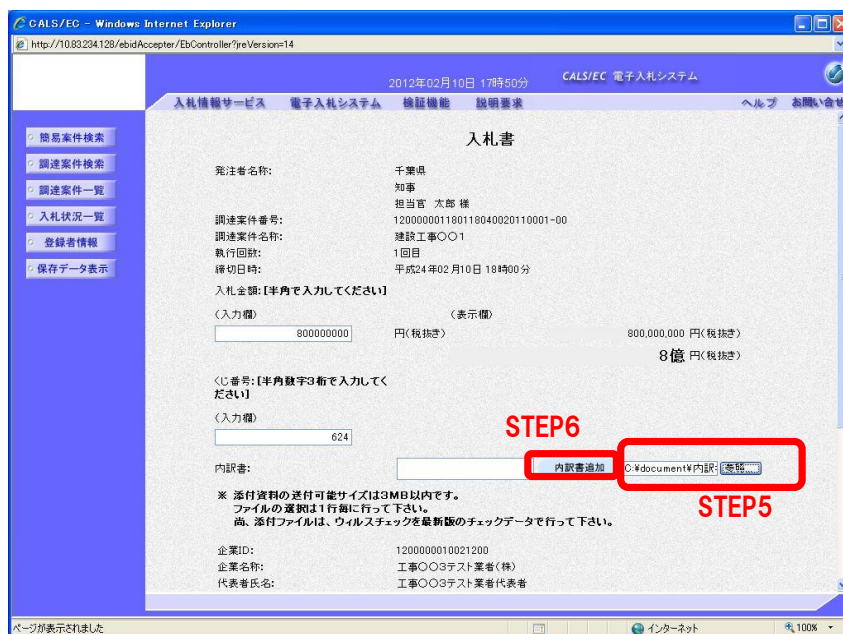 CALS/EC - Windows Internet Explorer
http://10.83.234.128/ebidAccepter/EbController?jreVersion=14
2012年02月10日 17時50分
CALS/EC 電子入札システム
入札情報サービス 電子入札システム 検証機能 説明要求 ヘルプ お問い合せ
簡易案件検索
調達案件検索
調達案件一覧
入札状況一覧
登録者情報
保存データ表示
入札書
発注者名称: 千葉県
知事
担当官 太郎 様
調達案件番号: 1200000011801180400201​10001-00
調達案件名称: 建設工事〇〇1
執行回数: 1回目
締切日時: 平成24年02月10日 18時00分
入札金額:[半角で入力してください]
(入力欄) (表示欄)
800000000 円(税抜き) 800,000,000 円(税抜き)
8億 円(税抜き)
くじ番号:[半角数字3桁で入力してく
ださい]
(入力欄)
624
STEP6
内訳書: 内訳書追加 C:¥document¥内訳 参照...
STEP5
※ 添付資料の送付可能サイズは3MB以内です。
ファイルの選択は1行毎に行って下さい。
尚、添付ファイルは、ウィルスチェックを最新版のチェックデータで行って下さい。
企業ID: 1200000010021200
企業名称: 工事〇〇3テスト業者(株)
代表者氏名: 工事〇〇3テスト業者代表者
ページが表示されました インターネット 100%